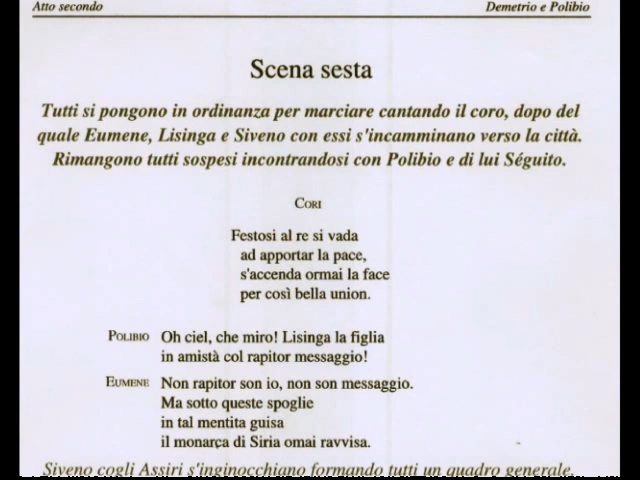 Atto secondo Demetrio e Polibio
Scena sesta
Tutti si pongono in ordinanza per marciare cantando il coro, dopo del
quale Eumene, Lisinga e Siveno con essi s'incamminano verso la città.
Rimangono tutti sospesi incontrandosi con Polibio e di lui Séguito.
CORI
Festosi al re si vada
ad apportar la pace,
s'accenda ormai la face
per così bella union.
POLIBIO Oh ciel, che miro! Lisinga la figlia
in amistà col rapitor messaggio!
EUMENE Non rapitor son io, non son messaggio.
Ma sotto queste spoglie
in tal mentita guisa
il monarca di Siria omai ravvisa.
Siveno cogli Assiri s'inginocchiano formando tutti un quadro generale.